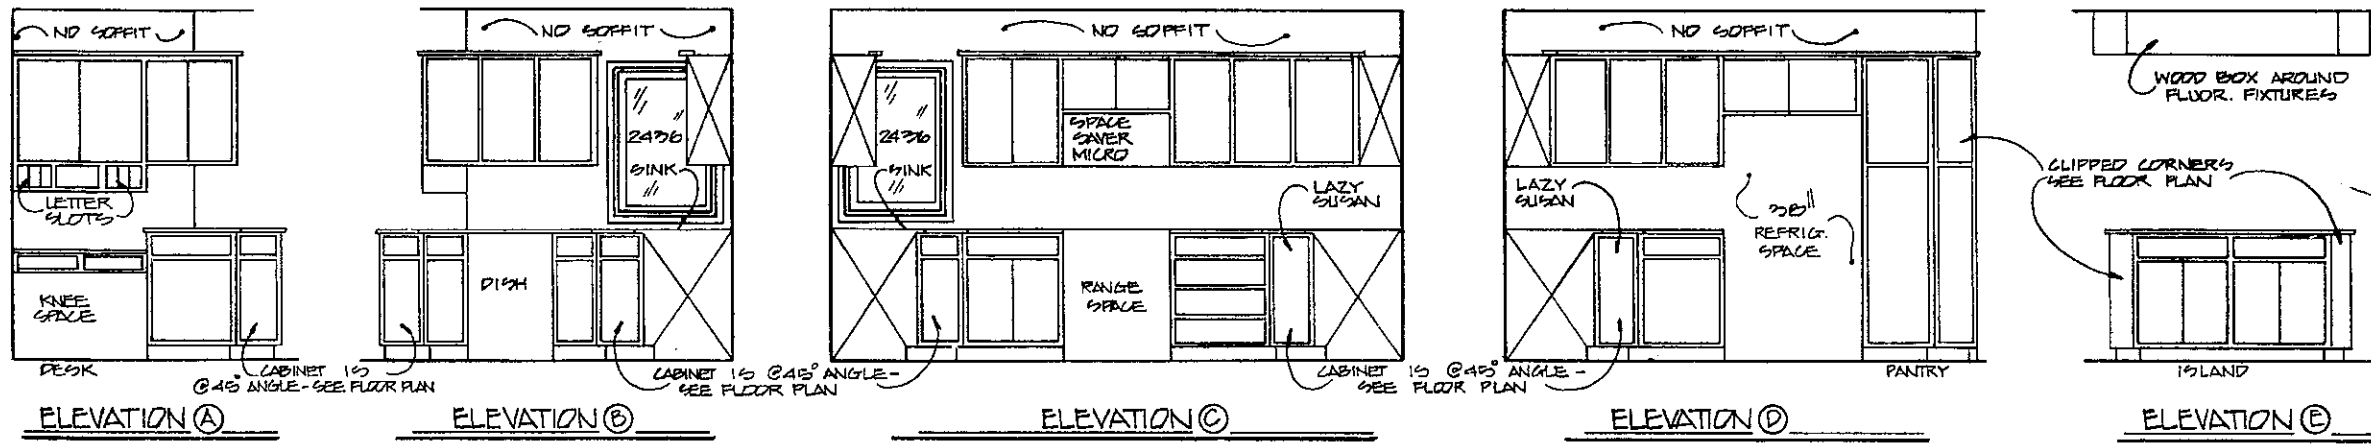 NO SOFFIT
LETTER
SLOTS
KNEE
SPACE
DESK
CABINET IS
@45° ANGLE-SEE FLOOR PLAN
ELEVATION A
NO SOFFIT
2436
SINK
DISH
CABINET IS @45° ANGLE-
SEE FLOOR PLAN
ELEVATION B
NO SOFFIT
2436
SINK
SPACE
SAVER
MICRO
LAZY
SUSAN
RANGE
SPACE
CABINET IS @45° ANGLE-
SEE FLOOR PLAN
ELEVATION C
NO SOFFIT
LAZY
SUSAN
38"
REFRIG.
SPACE
PANTRY
ELEVATION D
WOOD BOX AROUND
FLUOR. FIXTURES
CLIPPED CORNERS
SEE FLOOR PLAN
ISLAND
ELEVATION E